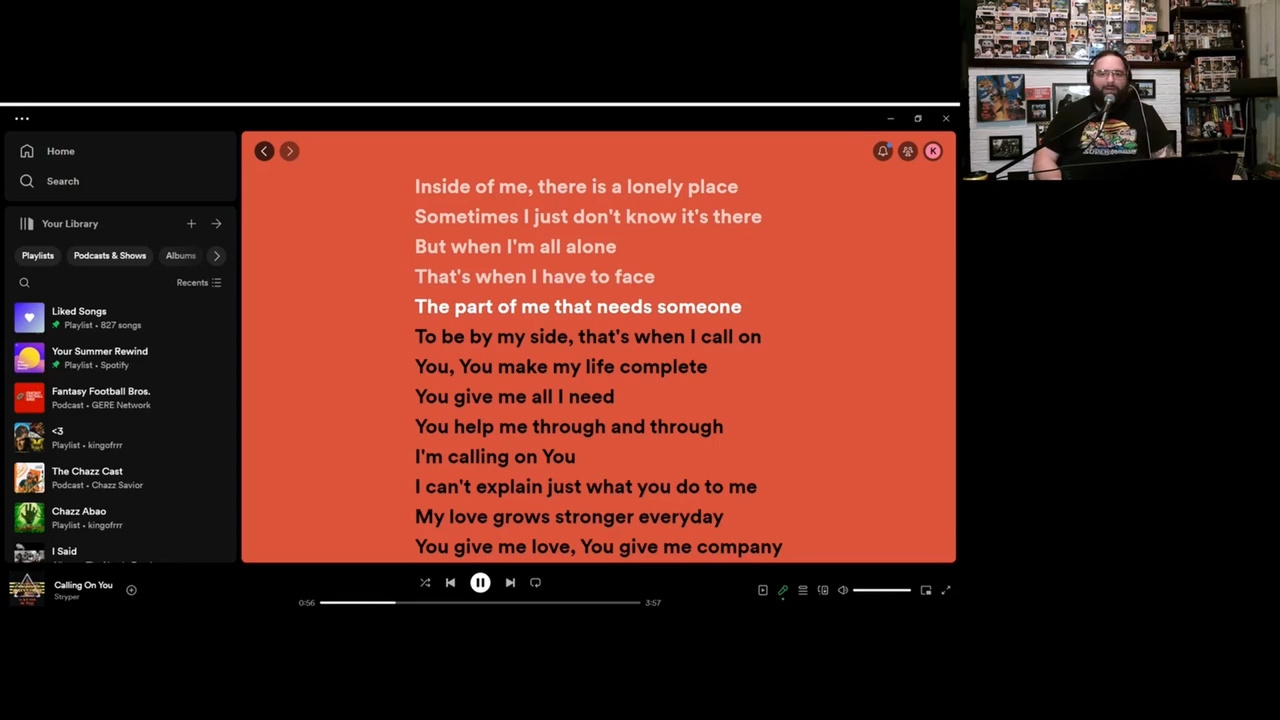 Home
Search
Your Library
Playlists
Podcasts & Shows
Albums
Recents
Liked Songs
Playlist • 827 songs
Your Summer Rewind
Playlist • Spotify
Fantasy Football Bros.
Podcast • GERE Network
<3
Playlist • kingofrrr
The Chazz Cast
Podcast • Chazz Savior
Chazz Abao
Playlist • kingofrrr
I Said
K
Inside of me, there is a lonely place
Sometimes I just don't know it's there
But when I'm all alone
That's when I have to face
The part of me that needs someone
To be by my side, that's when I call on
You, You make my life complete
You give me all I need
You help me through and through
I'm calling on You
I can't explain just what you do to me
My love grows stronger everyday
You give me love, You give me company
Calling On You
Stryper
0:56
3:57